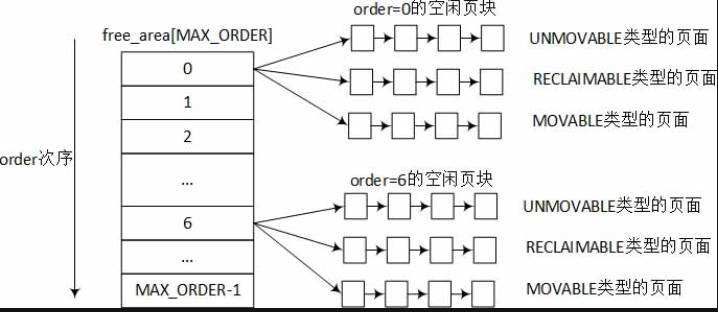 order=0的空闲页块
free_area[MAX_ORDER]
UNMOVABLE类型的页面
0
RECLAIMABLE类型的页面
1
MOVABLE类型的页面
2
order次序
...
order=6的空闲页块
UNMOVABLE类型的页面
6
RECLAIMABLE类型的页面
...
MAX_ORDER-1
MOVABLE类型的页面